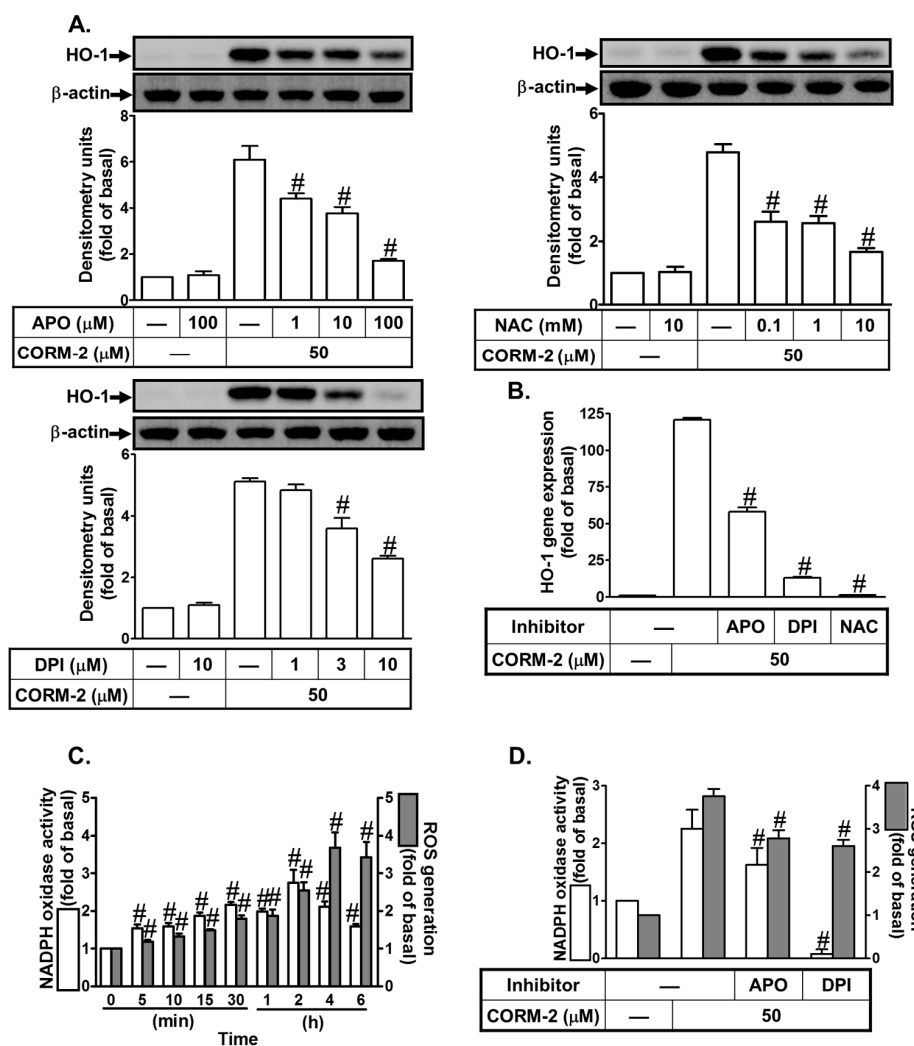 A.
HO-1
β-actin
Densitometry units
(fold of basal)
8
6
4
2
0
# # #
APO (μM) — 100 — 1 10 100
CORM-2 (μM) — 50
HO-1
β-actin
Densitometry units
(fold of basal)
6
4
2
0
# # #
NAC (mM) — 10 — 0.1 1 10
CORM-2 (μM) — 50
HO-1
β-actin
Densitometry units
(fold of basal)
6
4
2
0
# #
DPI (μM) — 10 — 1 3 10
CORM-2 (μM) — 50
B.
HO-1 gene expression
(fold of basal)
125
100
75
50
25
0
# # #
Inhibitor — APO DPI NAC
CORM-2 (μM) — 50
C.
NADPH oxidase activity
(fold of basal)
5
4
3
2
1
0
# # # # # # # # # # # # # # # #
5
4
3
2
1
0
ROS generation
(fold of basal)
0 5 10 15 30 1 2 4 6
(min) (h)
Time
D.
NADPH oxidase activity
(fold of basal)
3
2
1
0
# # # #
4
3
2
1
0
ROS generation
(fold of basal)
Inhibitor — APO DPI
CORM-2 (μM) — 50